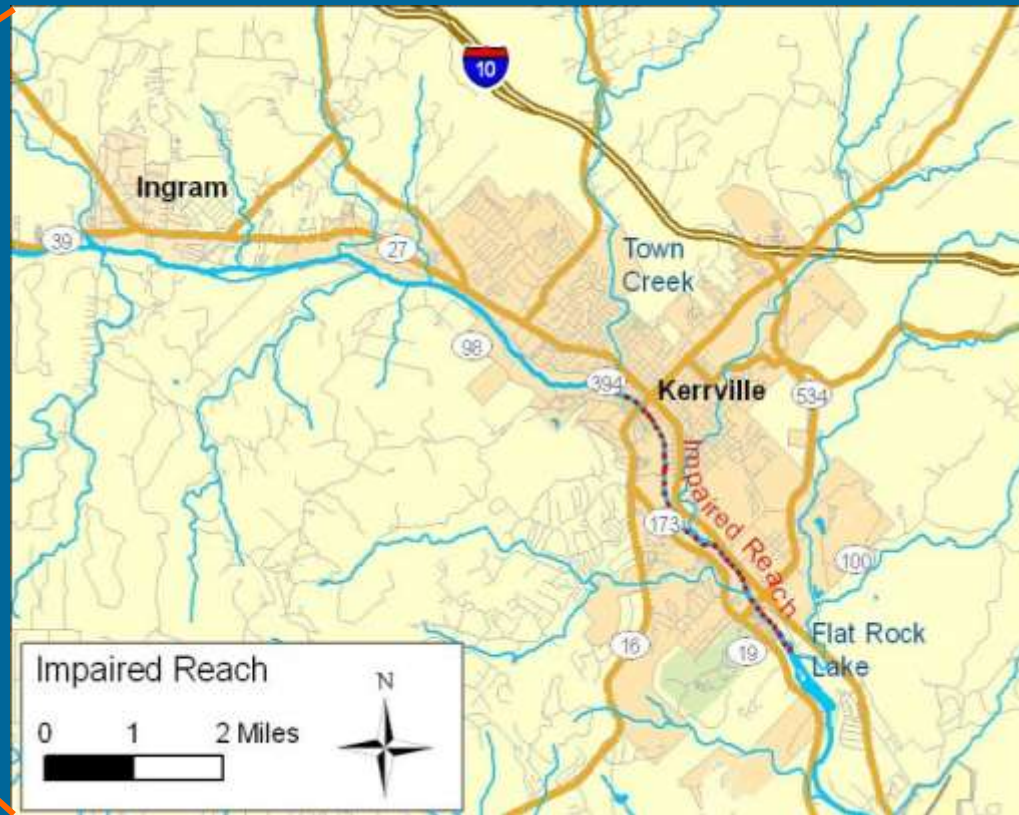 10
Ingram
39
27
Town
Creek
98
394
Kerrville
534
Impaired Reach
173
100
Flat Rock
Lake
16
19
Impaired Reach
N
0 1 2 Miles